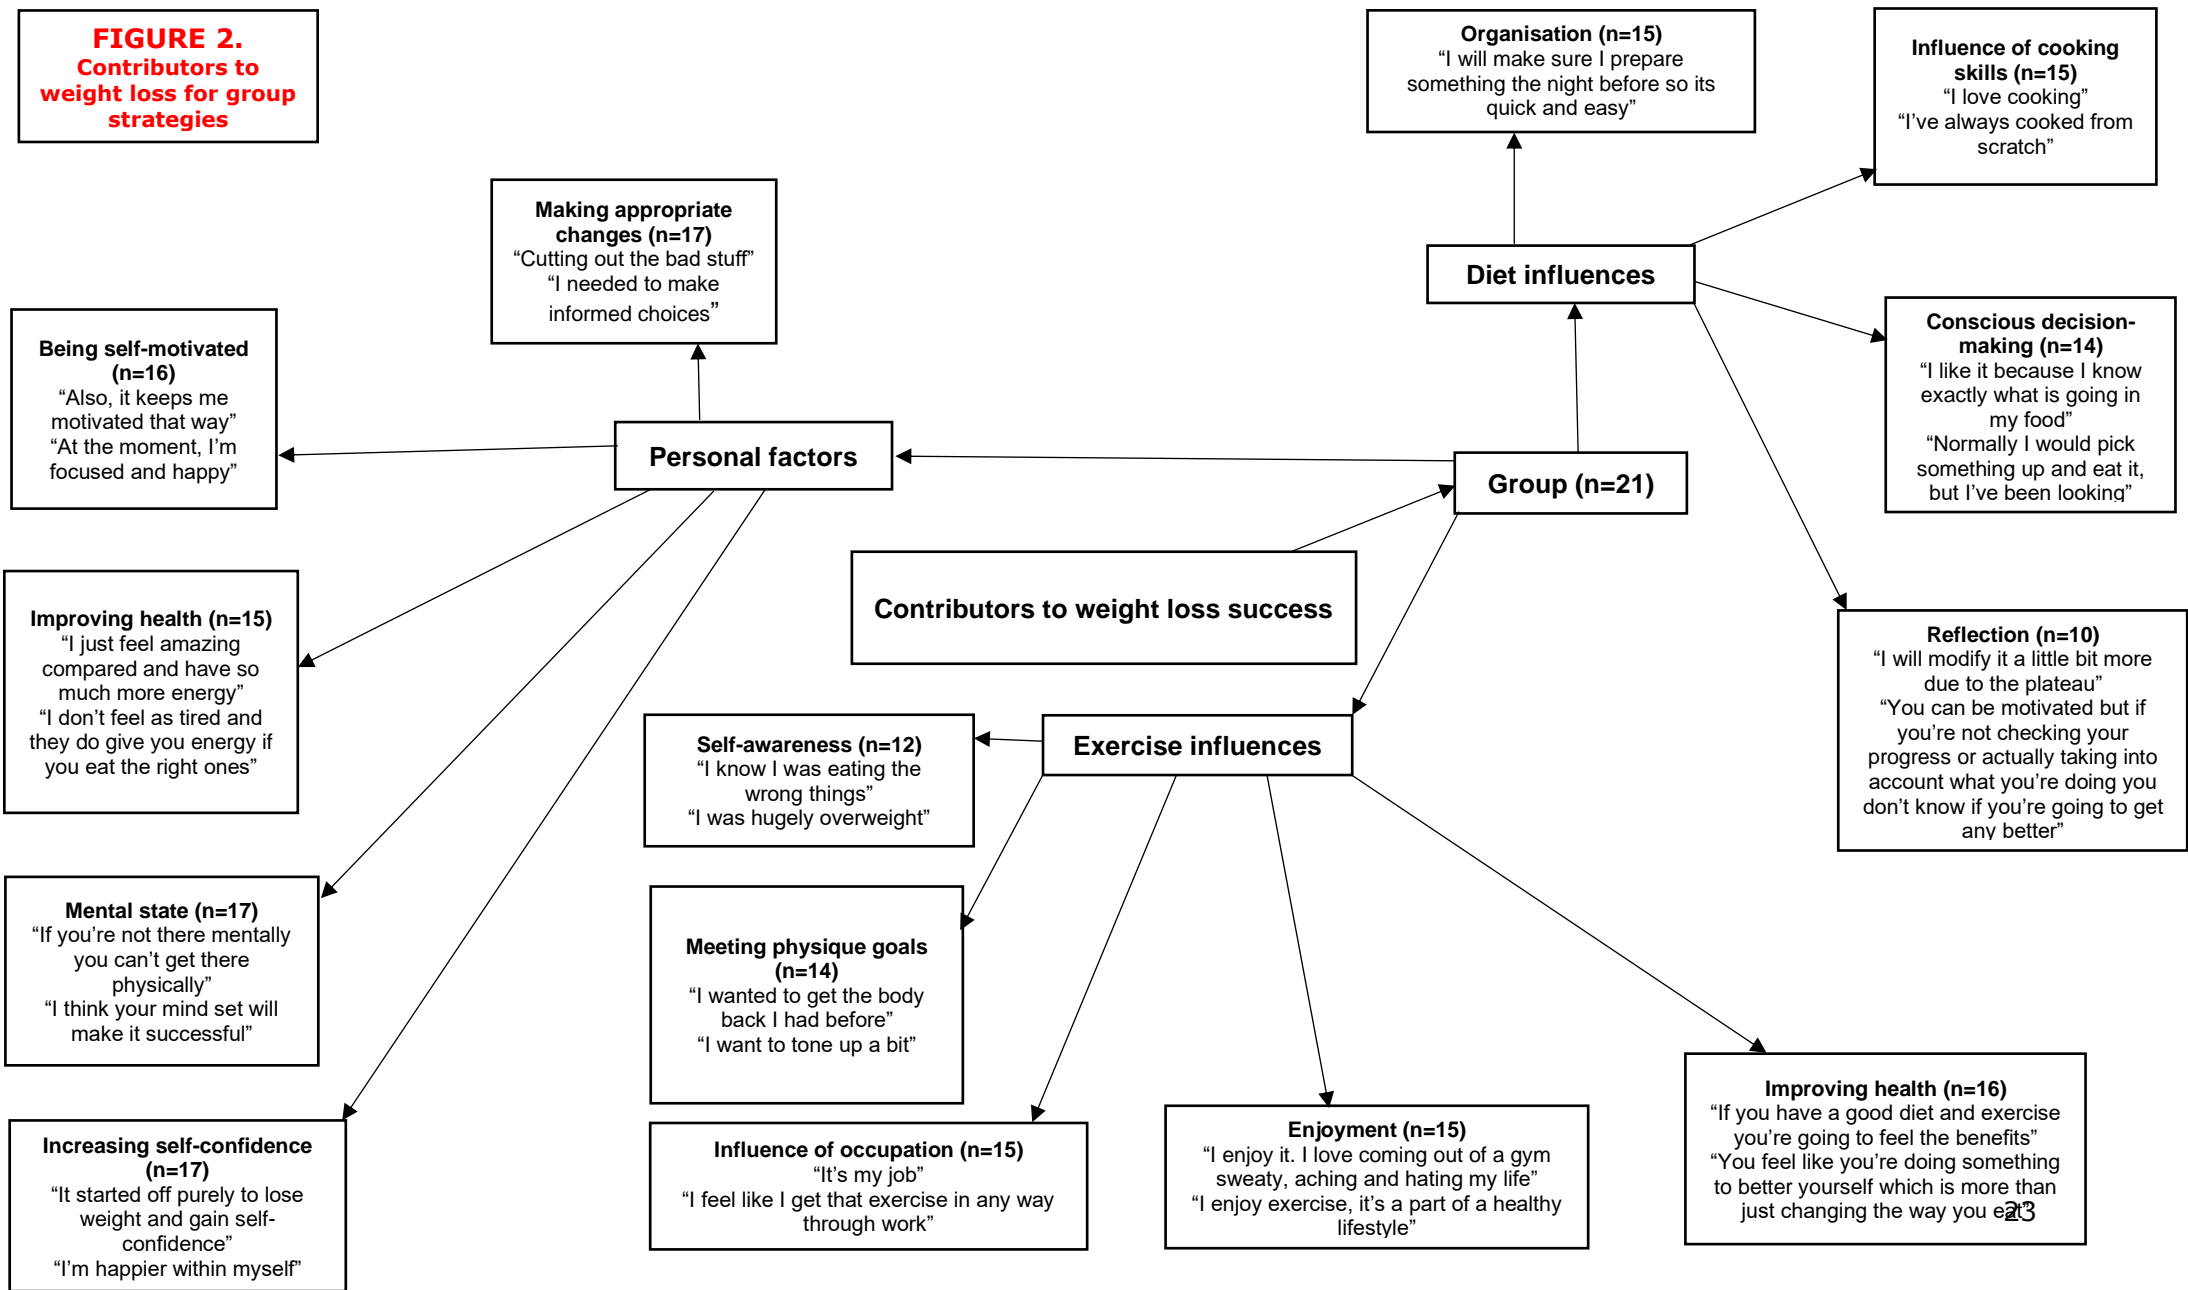 FIGURE 2.
Contributors to
weight loss for group
strategies
Organisation (n=15)
“I will make sure I prepare
something the night before so its
quick and easy”
Influence of cooking
skills (n=15)
“I love cooking”
“I’ve always cooked from
scratch”
Making appropriate
changes (n=17)
“Cutting out the bad stuff”
“I needed to make
informed choices”
Diet influences
Being self-motivated
(n=16)
“Also, it keeps me
motivated that way”
“At the moment, I’m
focused and happy”
Conscious decision-
making (n=14)
“I like it because I know
exactly what is going in
my food”
“Normally I would pick
something up and eat it,
but I’ve been looking”
Personal factors
Group (n=21)
Contributors to weight loss success
Improving health (n=15)
“I just feel amazing
compared and have so
much more energy”
“I don’t feel as tired and
they do give you energy if
you eat the right ones”
Reflection (n=10)
“I will modify it a little bit more
due to the plateau”
“You can be motivated but if
you’re not checking your
progress or actually taking into
account what you’re doing you
don’t know if you’re going to get
any better”
Self-awareness (n=12)
“I know I was eating the
wrong things”
“I was hugely overweight”
Exercise influences
Mental state (n=17)
“If you’re not there mentally
you can’t get there
physically”
“I think your mind set will
make it successful”
Meeting physique goals
(n=14)
“I wanted to get the body
back I had before”
“I want to tone up a bit”
Increasing self-confidence
(n=17)
“It started off purely to lose
weight and gain self-
confidence”
“I’m happier within myself”
Influence of occupation (n=15)
“It’s my job”
“I feel like I get that exercise in any way
through work”
Enjoyment (n=15)
“I enjoy it. I love coming out of a gym
sweaty, aching and hating my life”
“I enjoy exercise, it’s a part of a healthy
lifestyle”
Improving health (n=16)
“If you have a good diet and exercise
you’re going to feel the benefits”
“You feel like you’re doing something
to better yourself which is more than
just changing the way you eat”
23